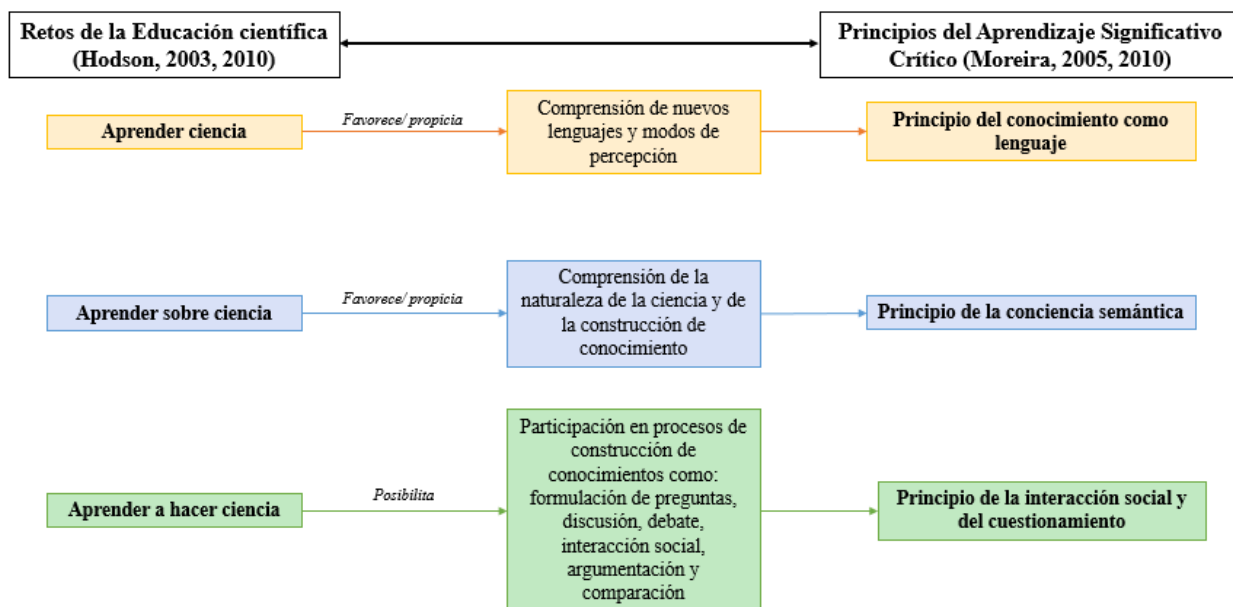 Retos de la Educación científica
(Hodson, 2003, 2010)
Principios del Aprendizaje Significativo
Crítico (Moreira, 2005, 2010)
Aprender ciencia
Favorece/ propicia
Comprensión de nuevos
lenguajes y modos de
percepción
Principio del conocimiento como
lenguaje
Aprender sobre ciencia
Favorece/ propicia
Comprensión de la
naturaleza de la ciencia y de
la construcción de
conocimiento
Principio de la conciencia semántica
Aprender a hacer ciencia
Posibilita
Participación en procesos de
construcción de
conocimientos como:
formulación de preguntas,
discusión, debate,
interacción social,
argumentación y
comparación
Principio de la interacción social y
del cuestionamiento